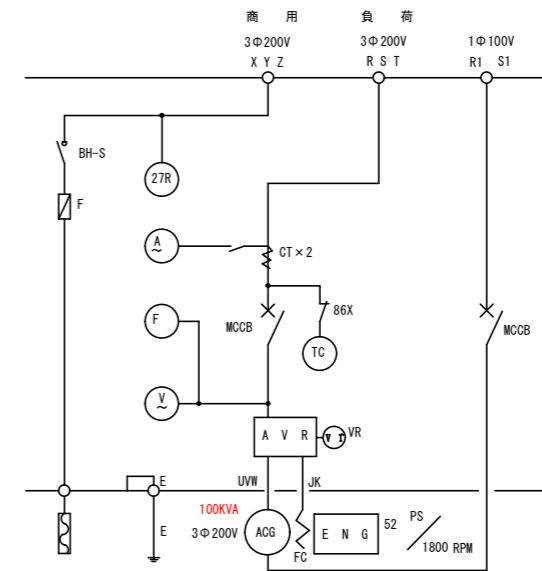 商 用 負 荷
3Φ200V 3Φ200V 1Φ100V
X Y Z R S T R1 S1
BH-S
27R
F
A
~
CT×2
86X
F
MCCB
MCCB
TC
V
~
A V R
VR
E
UVW JK
100KVA
3Φ200V
ACG
E
FC
E N G
52
PS
1800 RPM